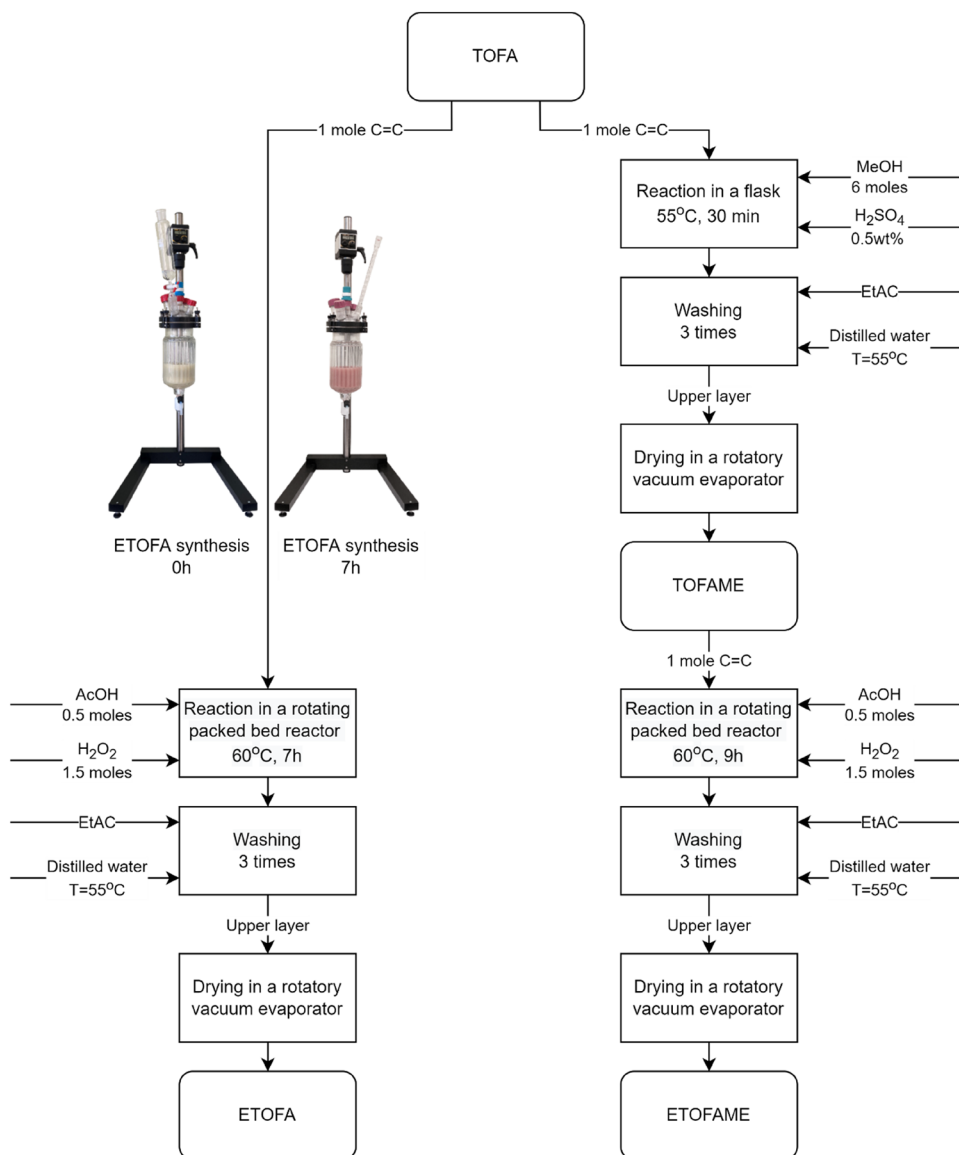 TOFA
1 mole C=C
1 mole C=C
Reaction in a flask
55°C, 30 min
MeOH
6 moles
H₂SO₄
0.5wt%
Washing
3 times
EtAC
Distilled water
T=55°C
Upper layer
Drying in a rotatory
vacuum evaporator
TOFAME
1 mole C=C
ETOFA synthesis
0h
ETOFA synthesis
7h
AcOH
0.5 moles
H₂O₂
1.5 moles
Reaction in a rotating
packed bed reactor
60°C, 7h
EtAC
Distilled water
T=55°C
Washing
3 times
Upper layer
Drying in a rotatory
vacuum evaporator
ETOFA
Reaction in a rotating
packed bed reactor
60°C, 9h
AcOH
0.5 moles
H₂O₂
1.5 moles
Washing
3 times
EtAC
Distilled water
T=55°C
Upper layer
Drying in a rotatory
vacuum evaporator
ETOFAME